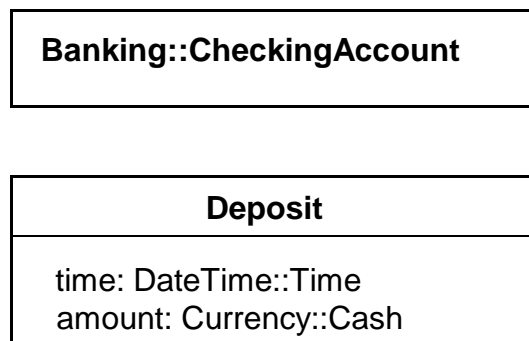 Banking::CheckingAccount
Deposit
time: DateTime::Time
amount: Currency::Cash